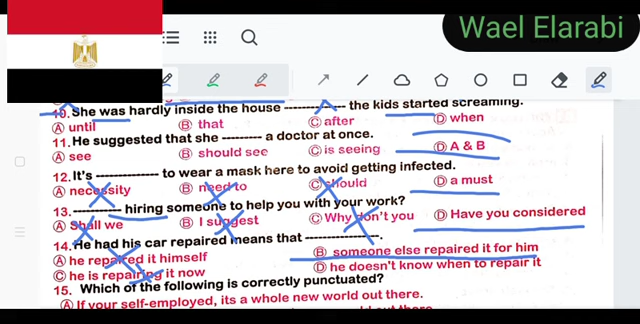 Wael Elarabi
10. She was hardly inside the house ------------- the kids started screaming.
Ⓐ until Ⓑ that Ⓒ after Ⓓ when
11. He suggested that she --------- a doctor at once.
Ⓐ see Ⓑ should see Ⓒ is seeing Ⓓ A & B
12. It's -------------- to wear a mask here to avoid getting infected.
Ⓐ necessity Ⓑ need to Ⓒ should Ⓓ a must
13. ----------- hiring someone to help you with your work?
Ⓐ Shall we Ⓑ I suggest Ⓒ Why don't you Ⓓ Have you considered
14. He had his car repaired means that -----------------.
Ⓐ he repaired it himself Ⓑ someone else repaired it for him
Ⓒ he is repairing it now Ⓓ he doesn't know when to repair it
15. Which of the following is correctly punctuated?
Ⓐ If your self-employed, its a whole new world out there.